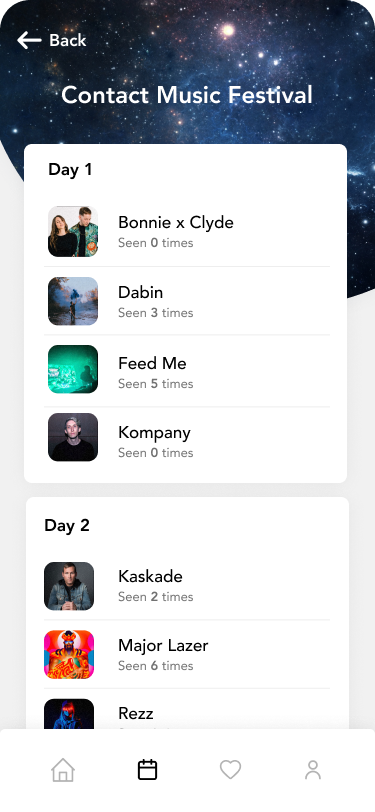 Back
Contact Music Festival
Day 1
Bonnie x Clyde
Seen 0 times
Dabin
Seen 3 times
Feed Me
Seen 5 times
Kompany
Seen 0 times
Day 2
Kaskade
Seen 2 times
Major Lazer
Seen 6 times
Rezz